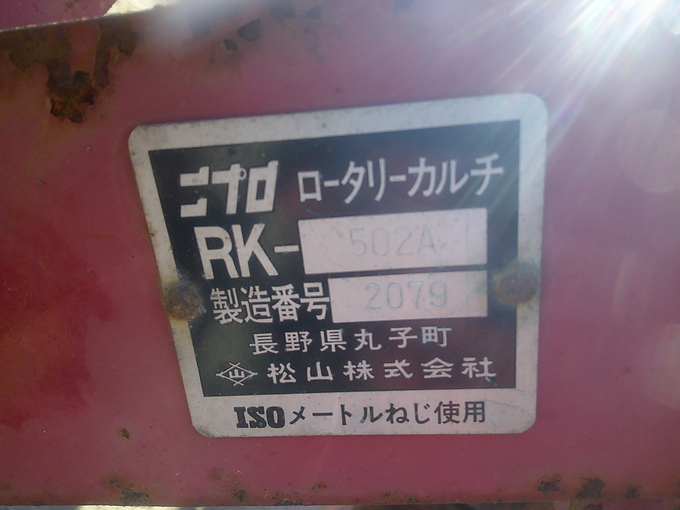 ニプロ ロータリーカルチ
RK-502A
製造番号 2079
長野県丸子町
松山株式会社
ISOメートルねじ使用